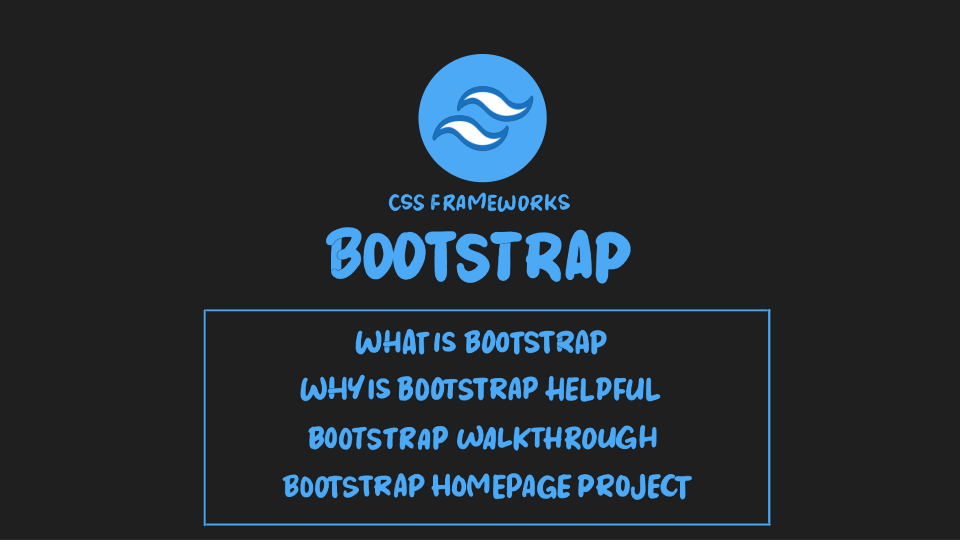 CSS FRAMEWORKS
BOOTSTRAP
WHAT IS BOOTSTRAP
WHY IS BOOTSTRAP HELPFUL
BOOTSTRAP WALKTHROUGH
BOOTSTRAP HOMEPAGE PROJECT